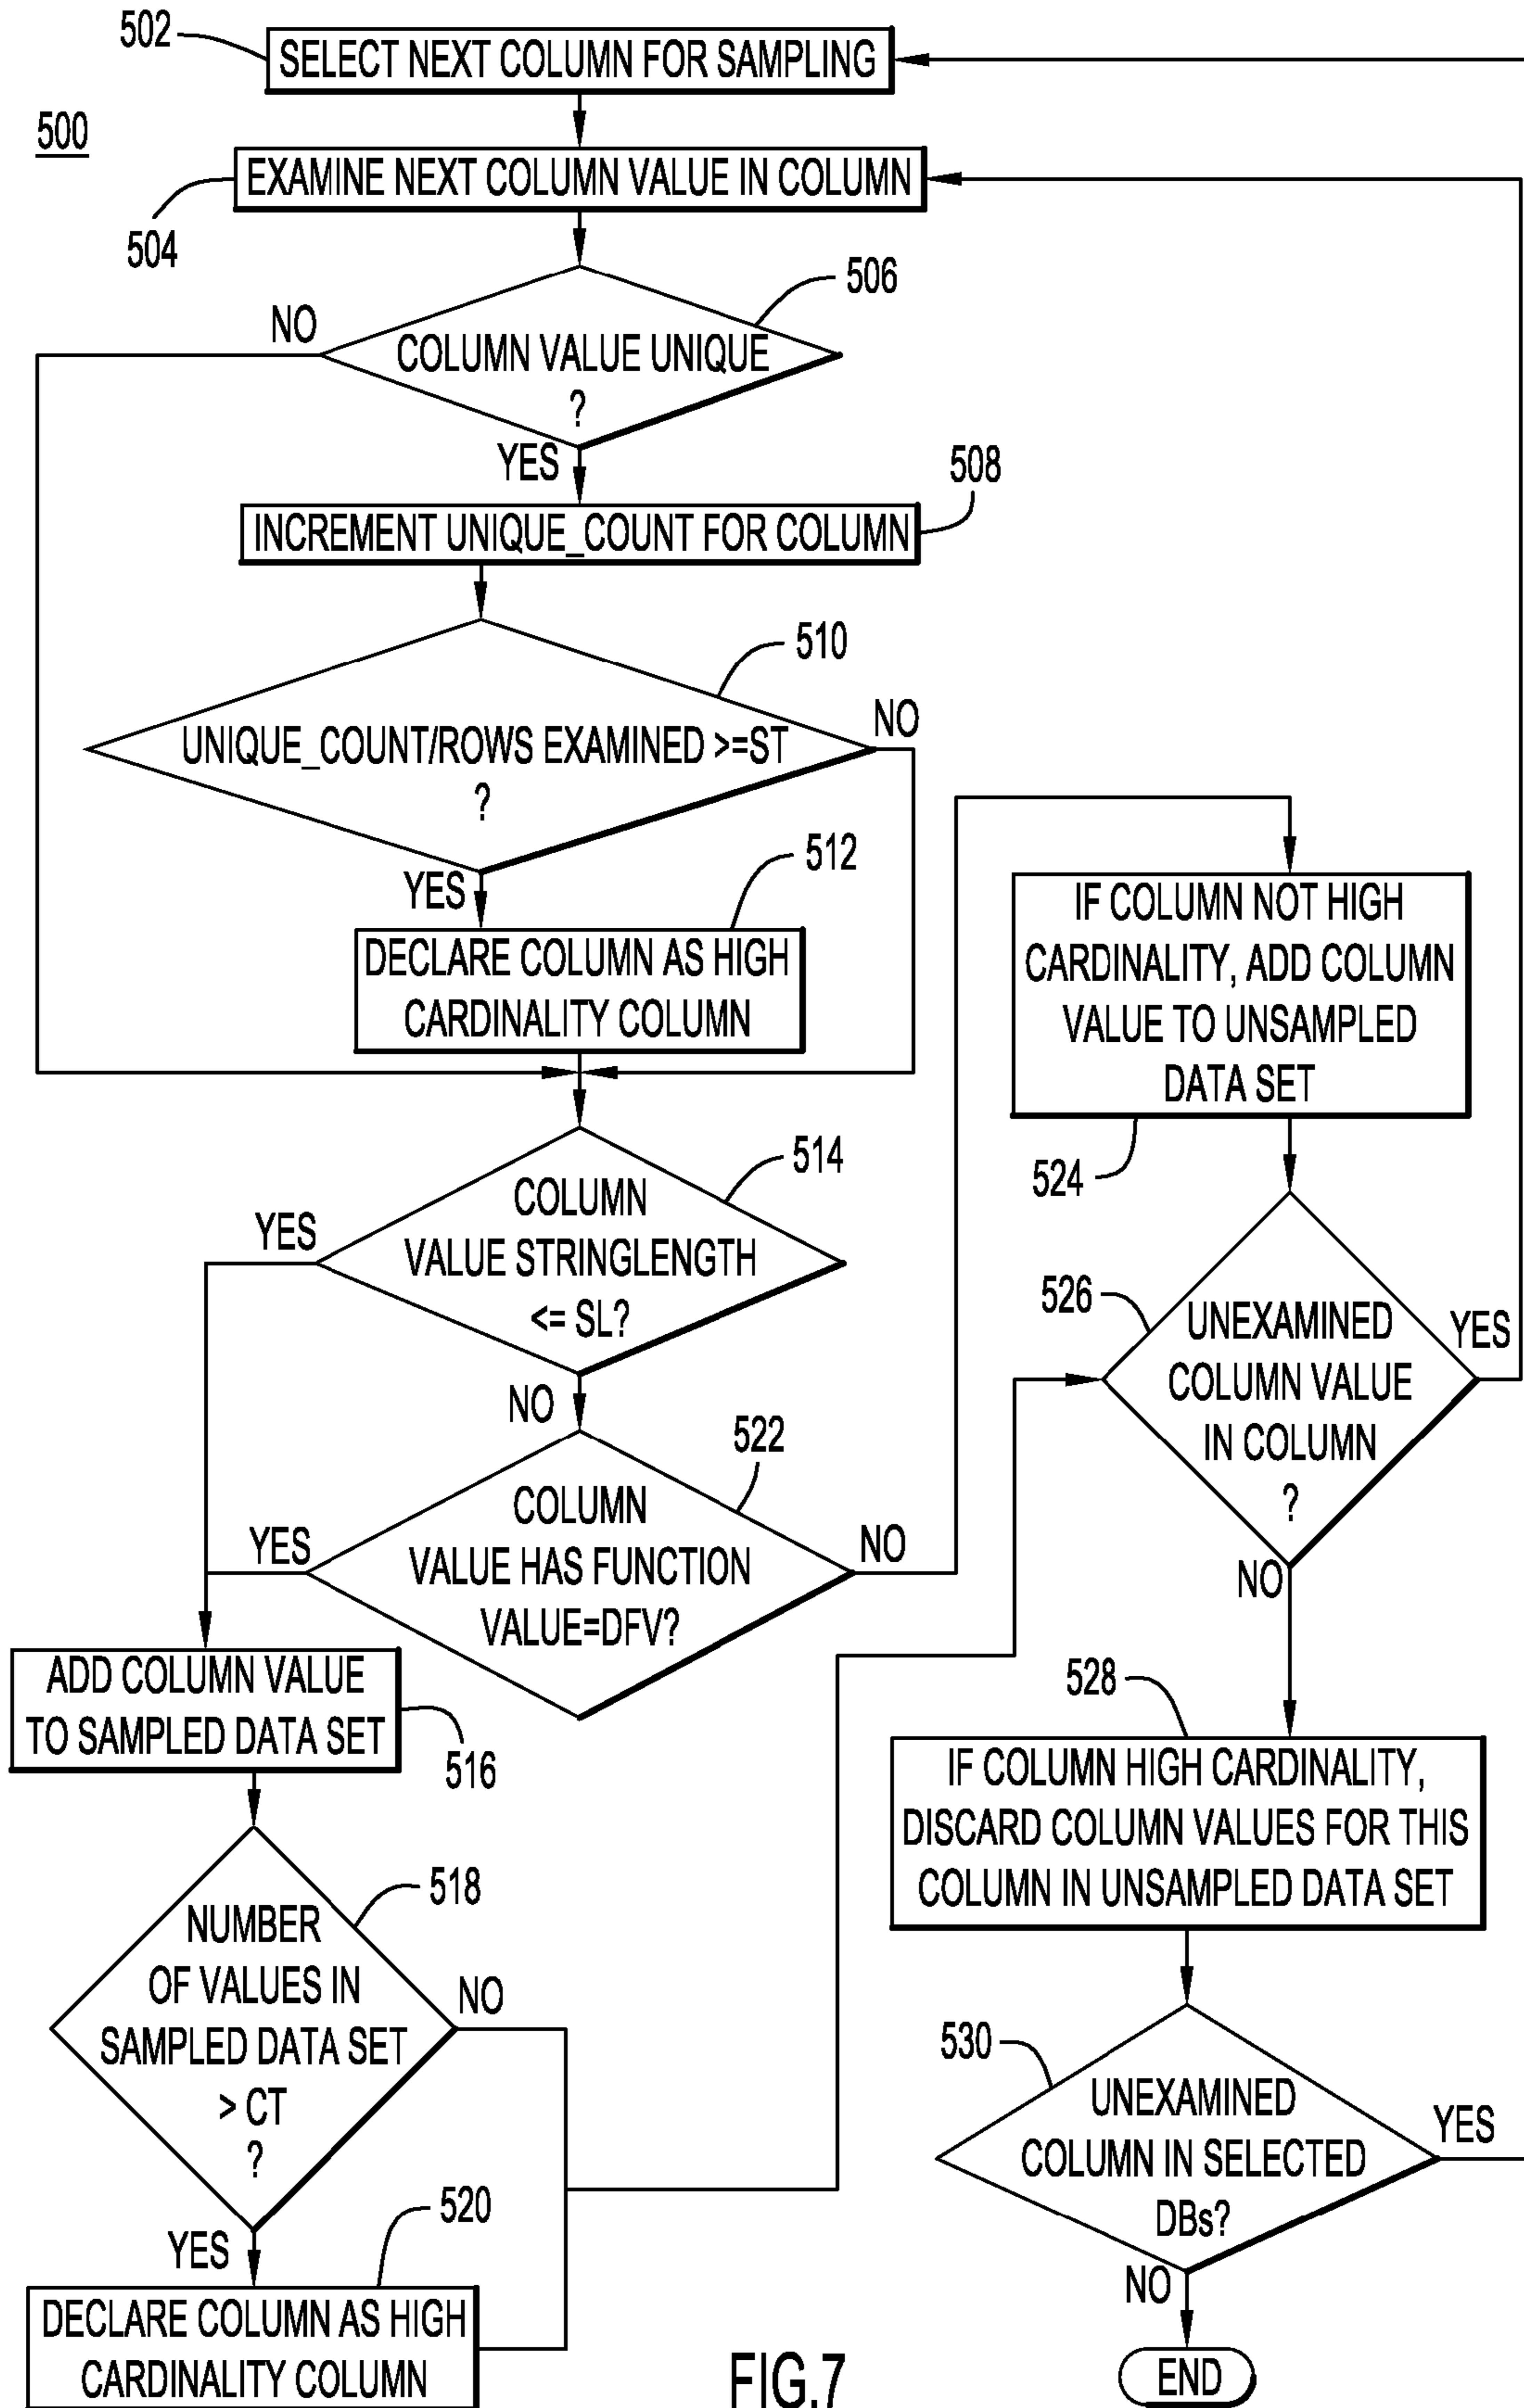 502
SELECT NEXT COLUMN FOR SAMPLING
500
EXAMINE NEXT COLUMN VALUE IN COLUMN
504
506
NO
COLUMN VALUE UNIQUE
?
YES
508
INCREMENT UNIQUE_COUNT FOR COLUMN
510
NO
UNIQUE_COUNT/ROWS EXAMINED >=ST
?
YES
512
DECLARE COLUMN AS HIGH
CARDINALITY COLUMN
514
COLUMN
VALUE STRINGLENGTH
<= SL?
YES
NO
522
COLUMN
VALUE HAS FUNCTION
VALUE=DFV?
YES
NO
ADD COLUMN VALUE
TO SAMPLED DATA SET
516
518
NUMBER
OF VALUES IN
SAMPLED DATA SET
> CT
?
NO
YES
520
DECLARE COLUMN AS HIGH
CARDINALITY COLUMN
IF COLUMN NOT HIGH
CARDINALITY, ADD COLUMN
VALUE TO UNSAMPLED
DATA SET
524
526
UNEXAMINED
COLUMN VALUE
IN COLUMN
?
YES
NO
528
IF COLUMN HIGH CARDINALITY,
DISCARD COLUMN VALUES FOR THIS
COLUMN IN UNSAMPLED DATA SET
530
UNEXAMINED
COLUMN IN SELECTED
DBs?
YES
NO
END
FIG.7